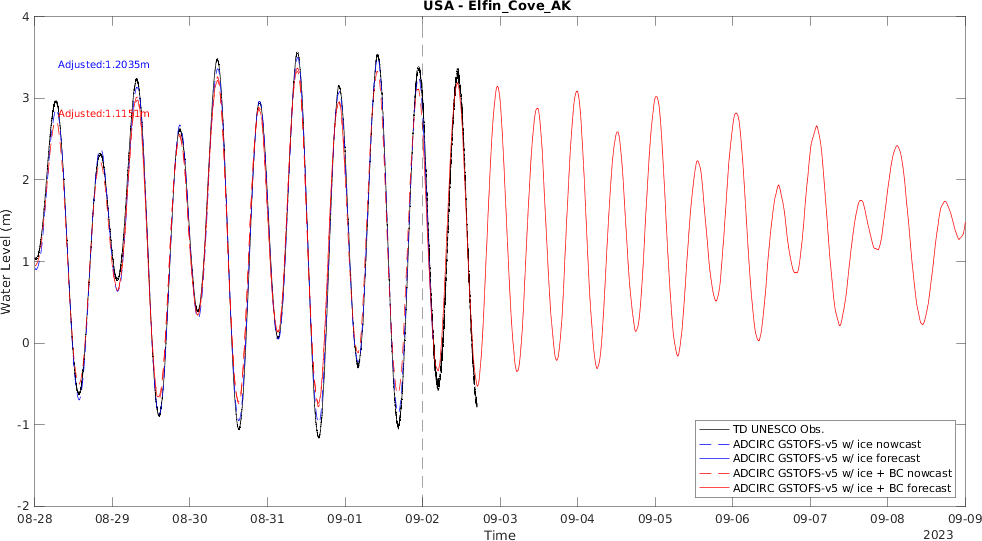 USA - Elfin_Cove_AK
4
3
2
1
0
-1
-2
Water Level (m)
Adjusted:1.2035m
Adjusted:1.1151m
TD UNESCO Obs.
ADCIRC GSTOFS-v5 w/ ice nowcast
ADCIRC GSTOFS-v5 w/ ice forecast
ADCIRC GSTOFS-v5 w/ ice + BC nowcast
ADCIRC GSTOFS-v5 w/ ice + BC forecast
08-28 08-29 08-30 08-31 09-01 09-02 09-03 09-04 09-05 09-06 09-07 09-08 09-09
Time
2023